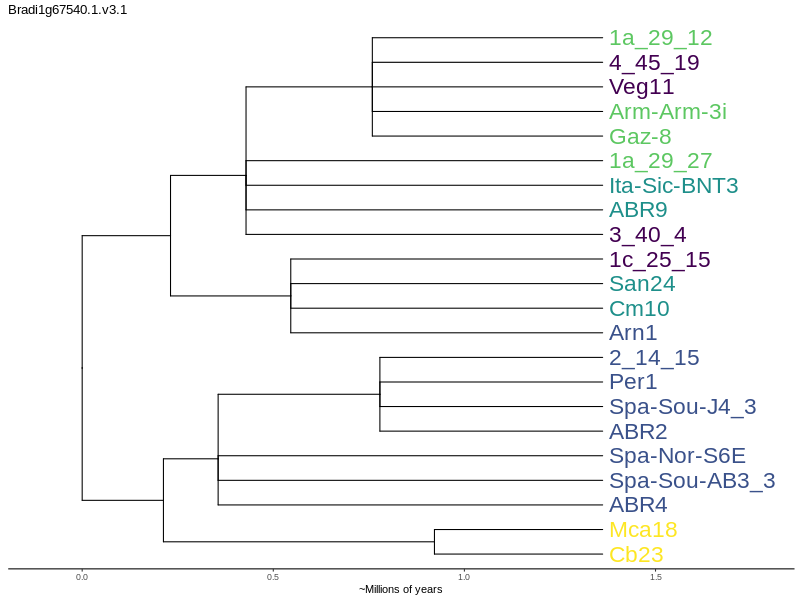 Bradi1g67540.1.v3.1
1a_29_12
4_45_19
Veg11
Arm-Arm-3i
Gaz-8
1a_29_27
Ita-Sic-BNT3
ABR9
3_40_4
1c_25_15
San24
Cm10
Arn1
2_14_15
Per1
Spa-Sou-J4_3
ABR2
Spa-Nor-S6E
Spa-Sou-AB3_3
ABR4
Mca18
Cb23
0.0 0.5 1.0 1.5
~Millions of years